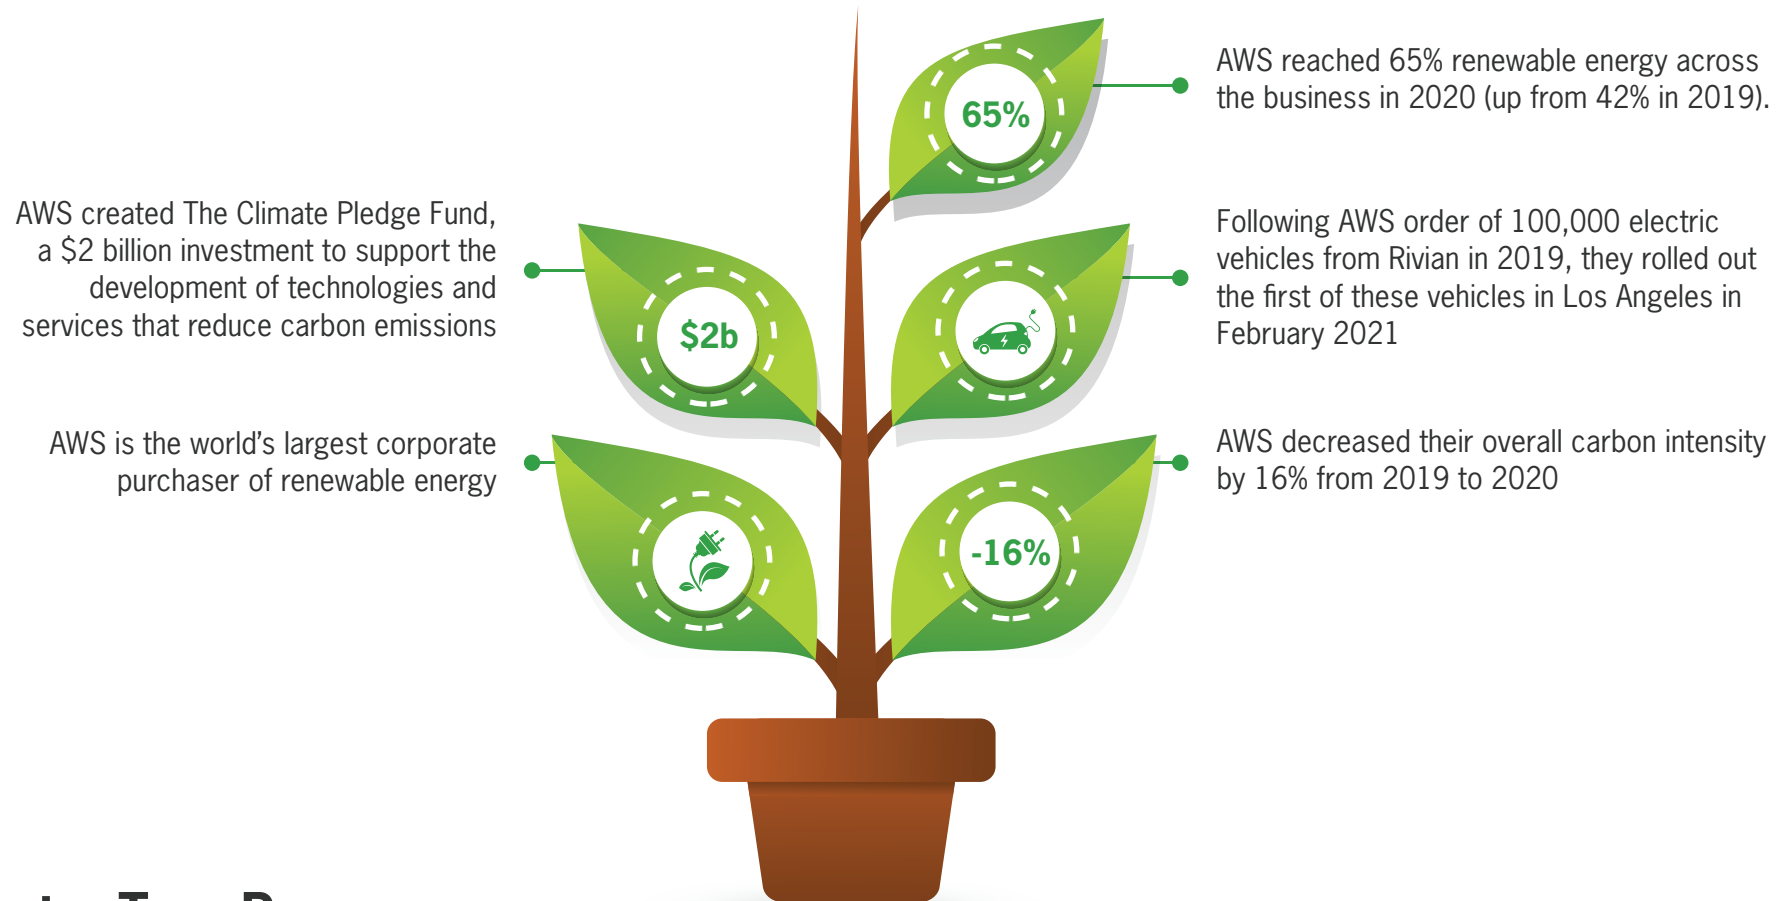 65%
AWS reached 65% renewable energy across
the business in 2020 (up from 42% in 2019).
AWS created The Climate Pledge Fund,
a $2 billion investment to support the
development of technologies and
services that reduce carbon emissions
$2b
Following AWS order of 100,000 electric
vehicles from Rivian in 2019, they rolled out
the first of these vehicles in Los Angeles in
February 2021
AWS is the world’s largest corporate
purchaser of renewable energy
-16%
AWS decreased their overall carbon intensity
by 16% from 2019 to 2020